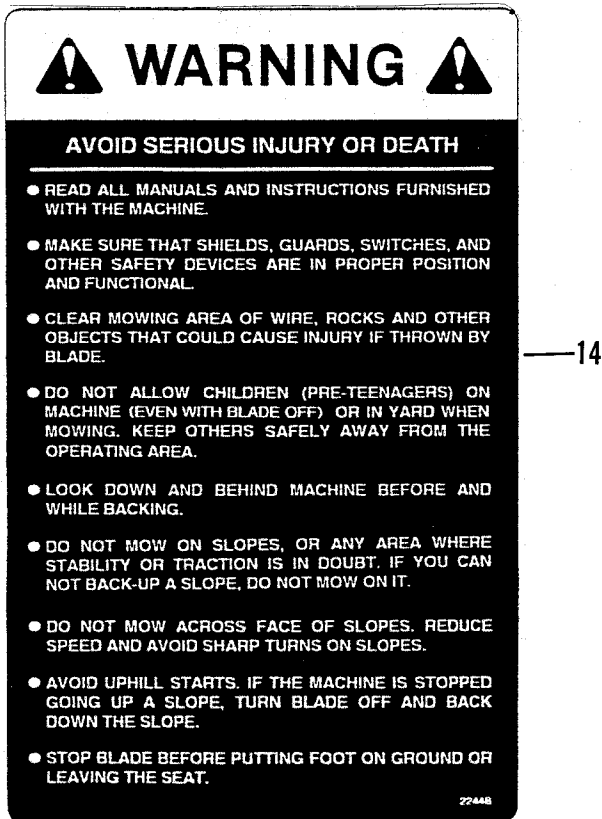 WARNING
AVOID SERIOUS INJURY OR DEATH
● READ ALL MANUALS AND INSTRUCTIONS FURNISHED
WITH THE MACHINE.
● MAKE SURE THAT SHIELDS, GUARDS, SWITCHES, AND
OTHER SAFETY DEVICES ARE IN PROPER POSITION
AND FUNCTIONAL.
● CLEAR MOWING AREA OF WIRE, ROCKS AND OTHER
OBJECTS THAT COULD CAUSE INJURY IF THROWN BY
BLADE.
14
● DO NOT ALLOW CHILDREN (PRE-TEENAGERS) ON
MACHINE (EVEN WITH BLADE OFF) OR IN YARD WHEN
MOWING. KEEP OTHERS SAFELY AWAY FROM THE
OPERATING AREA.
● LOOK DOWN AND BEHIND MACHINE BEFORE AND
WHILE BACKING.
● DO NOT MOW ON SLOPES, OR ANY AREA WHERE
STABILITY OR TRACTION IS IN DOUBT. IF YOU CAN
NOT BACK-UP A SLOPE, DO NOT MOW ON IT.
● DO NOT MOW ACROSS FACE OF SLOPES. REDUCE
SPEED AND AVOID SHARP TURNS ON SLOPES.
● AVOID UPHILL STARTS. IF THE MACHINE IS STOPPED
GOING UP A SLOPE, TURN BLADE OFF AND BACK
DOWN THE SLOPE.
● STOP BLADE BEFORE PUTTING FOOT ON GROUND OR
LEAVING THE SEAT.
22448